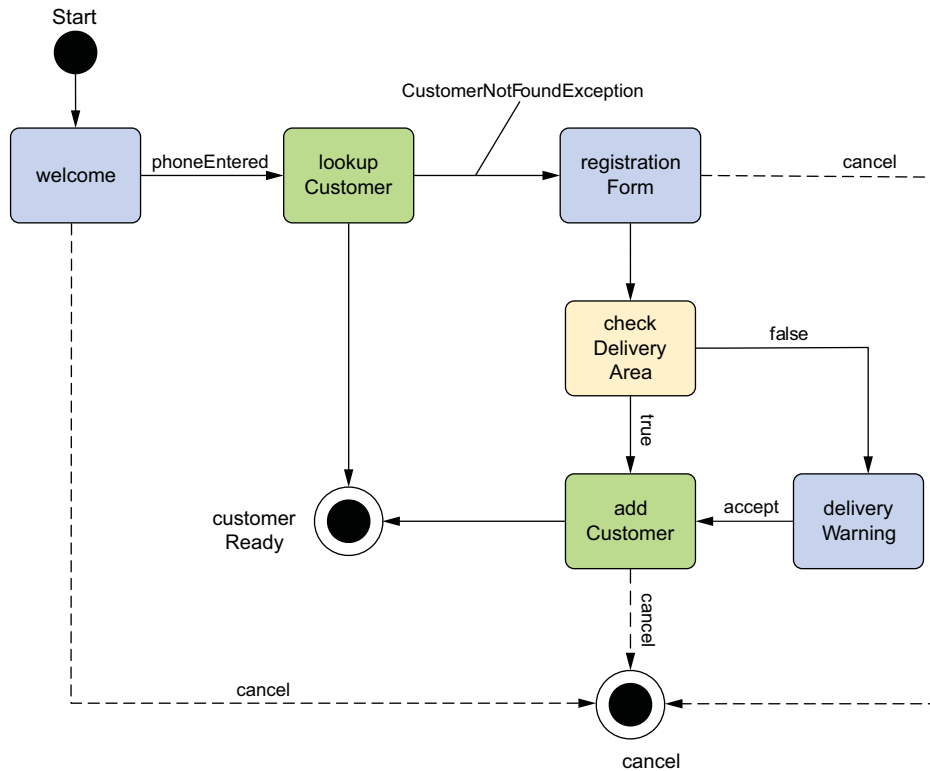 Start
CustomerNotFoundException
welcome
phoneEntered
lookup
Customer
registration
Form
cancel
check
Delivery
Area
false
true
customer
Ready
add
Customer
accept
delivery
Warning
cancel
cancel
cancel